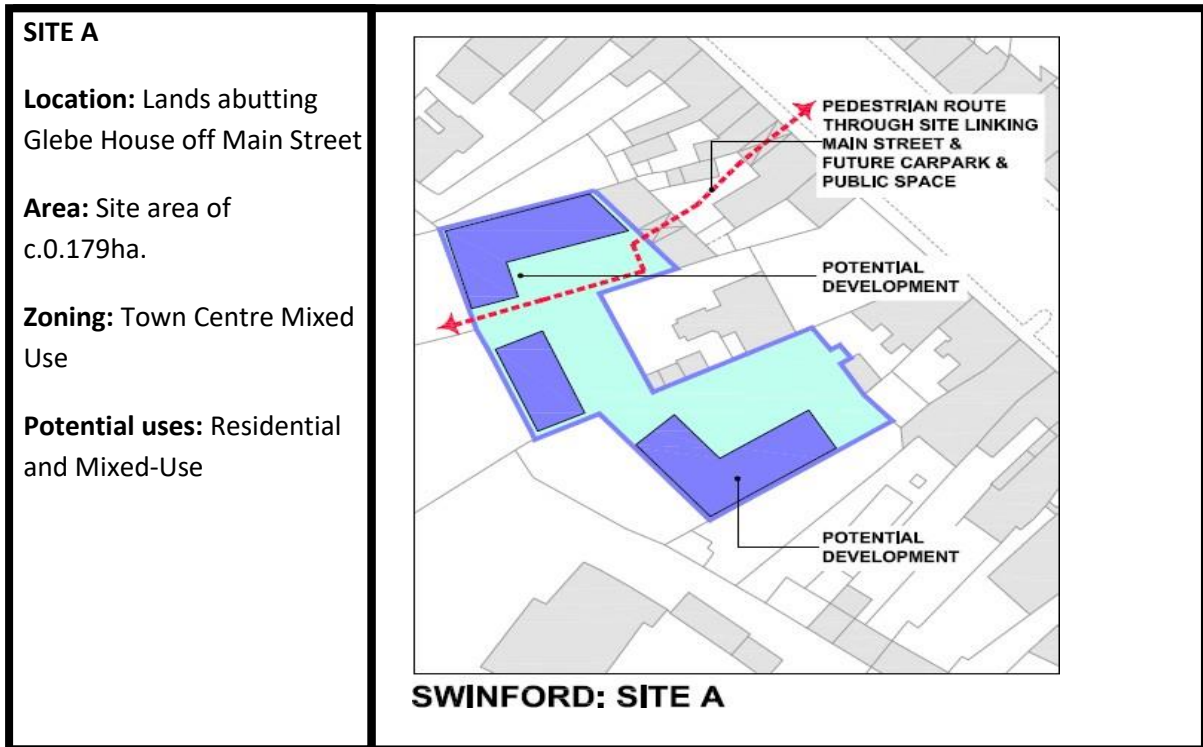 SITE A
Location: Lands abutting
Glebe House off Main Street
Area: Site area of
c.0.179ha.
Zoning: Town Centre Mixed
Use
Potential uses: Residential
and Mixed-Use
PEDESTRIAN ROUTE
THROUGH SITE LINKING
MAIN STREET &
FUTURE CARPARK &
PUBLIC SPACE
POTENTIAL
DEVELOPMENT
POTENTIAL
DEVELOPMENT
SWINFORD: SITE A